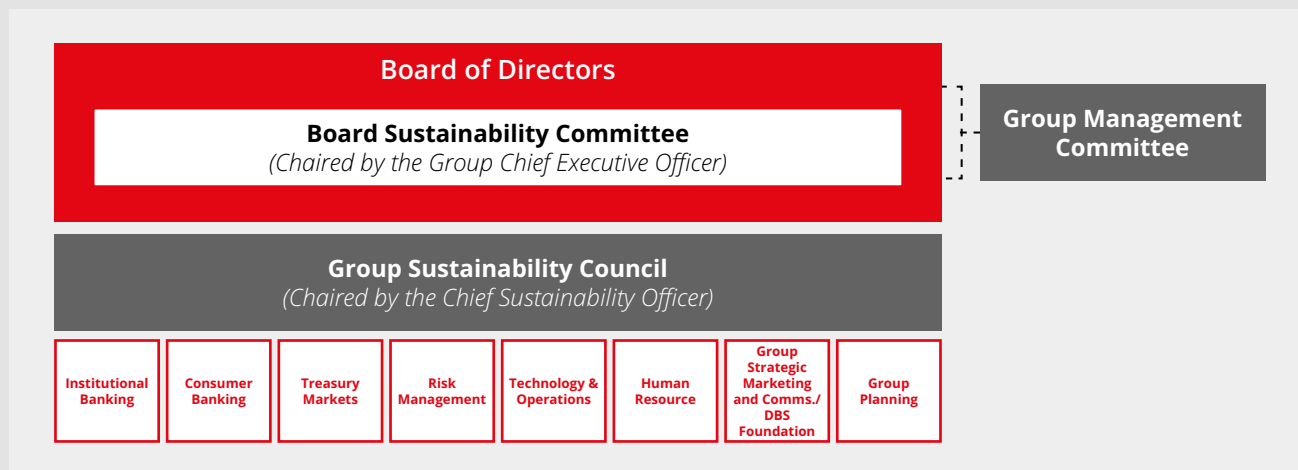 Board of Directors
Board Sustainability Committee
(Chaired by the Group Chief Executive Officer)
Group Management
Committee
Group Sustainability Council
(Chaired by the Chief Sustainability Officer)
Institutional
Banking
Consumer
Banking
Treasury
Markets
Risk
Management
Technology &
Operations
Human
Resource
Group
Strategic
Marketing
and Comms./
DBS
Foundation
Group
Planning